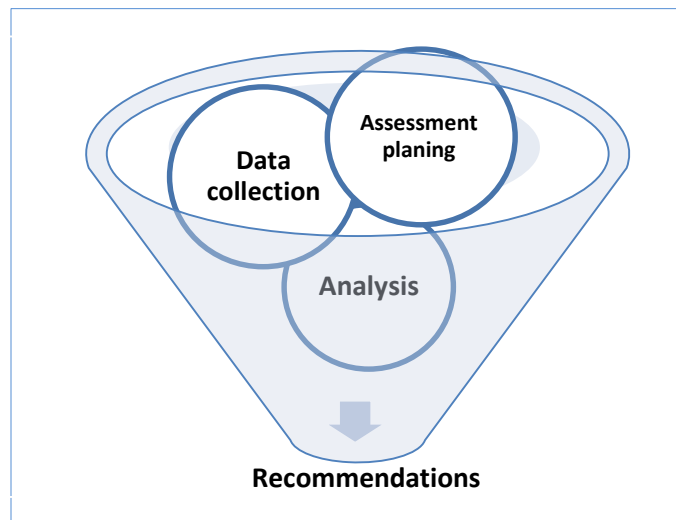 Assessment
planing
Data
collection
Analysis
Recommendations